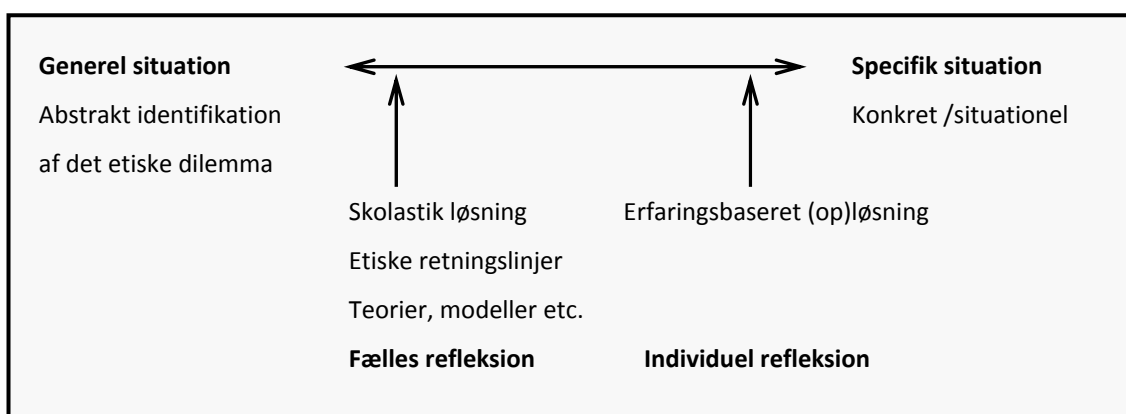 Generel situation
Specifik situation
Abstrakt identifikation
Konkret /situationel
af det etiske dilemma
Skolastik løsning
Erfaringsbaseret (op)løsning
Etiske retningslinjer
Teorier, modeller etc.
Fælles refleksion
Individuel refleksion